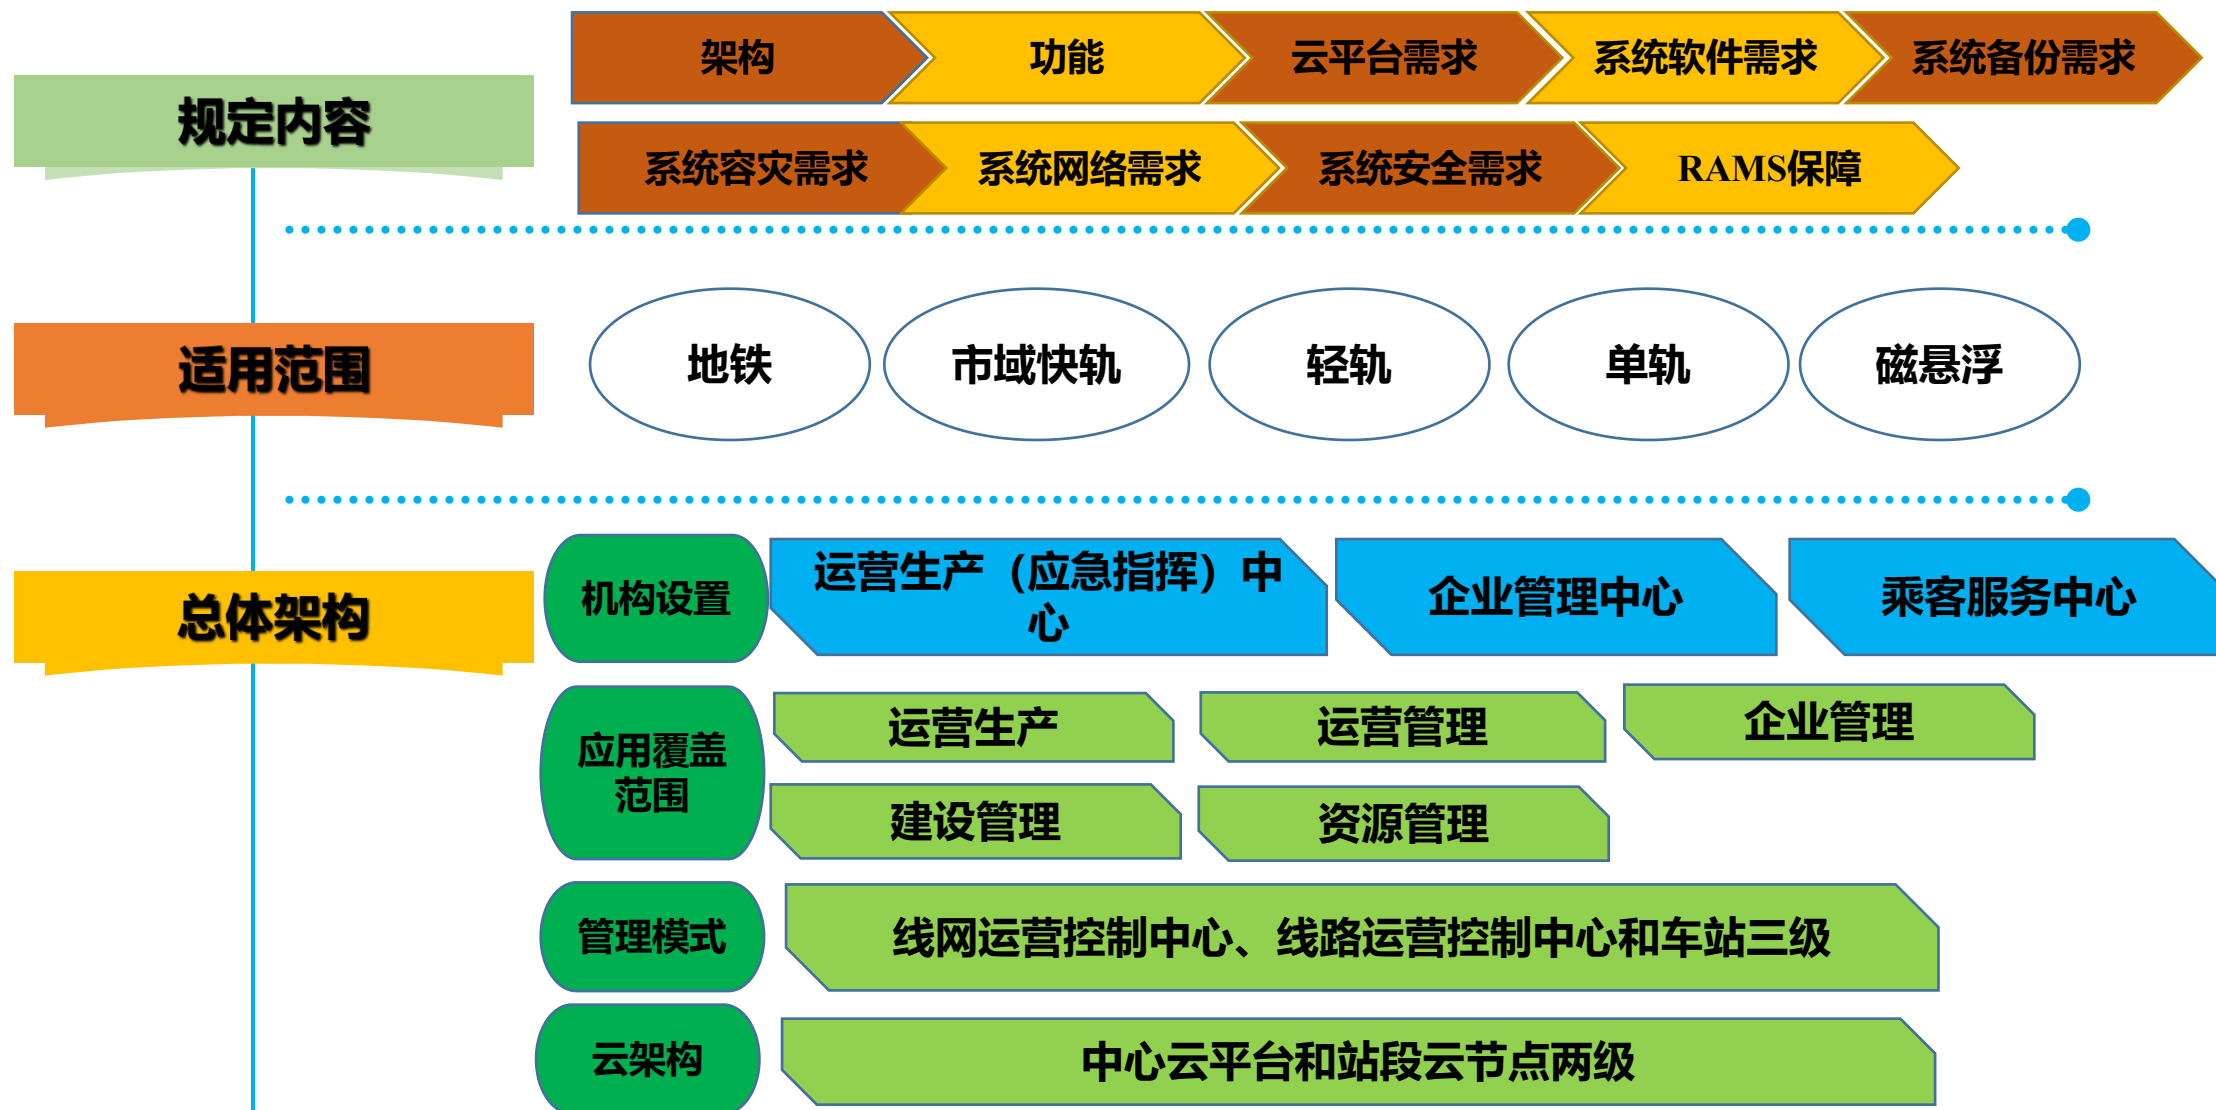 规定内容
架构
功能
云平台需求
系统软件需求
系统备份需求
系统容灾需求
系统网络需求
系统安全需求
RAMS保障
适用范围
地铁
市域快轨
轻轨
单轨
磁悬浮
总体架构
机构设置
运营生产（应急指挥）中
心
企业管理中心
乘客服务中心
应用覆盖
范围
运营生产
运营管理
企业管理
建设管理
资源管理
管理模式
线网运营控制中心、线路运营控制中心和车站三级
云架构
中心云平台和站段云节点两级